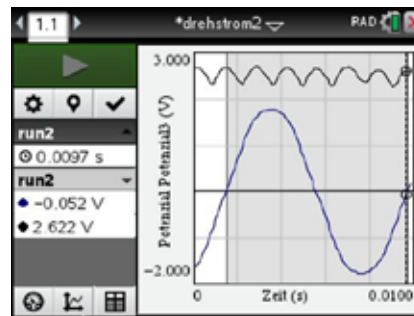 1.1
*drehstrom2
RAD
run2
0.0097 s
run2
-0.052 V
2.622 V
3.000
Potenzial Potenzial3 (V)
-2.000
0
Zeit (s)
0.0100